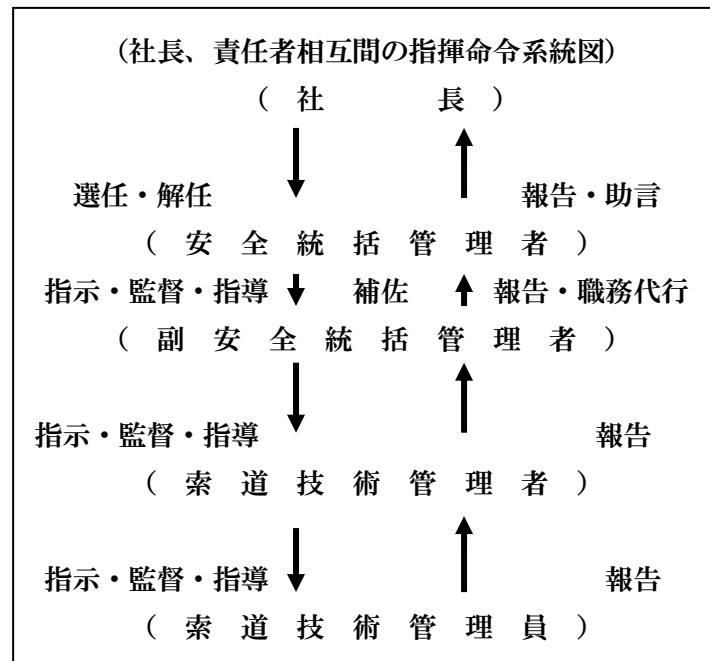 （社長、責任者相互間の指揮命令系統図）
（　社　　　　長　）
選任・解任　　報告・助言
（　安　全　統　括　管　理　者　）
指示・監督・指導　　補佐　　報告・職務代行
（　副　安　全　統　括　管　理　者　）
指示・監督・指導　　報告
（　索　道　技　術　管　理　者　）
指示・監督・指導　　報告
（　索　道　技　術　管　理　員　）